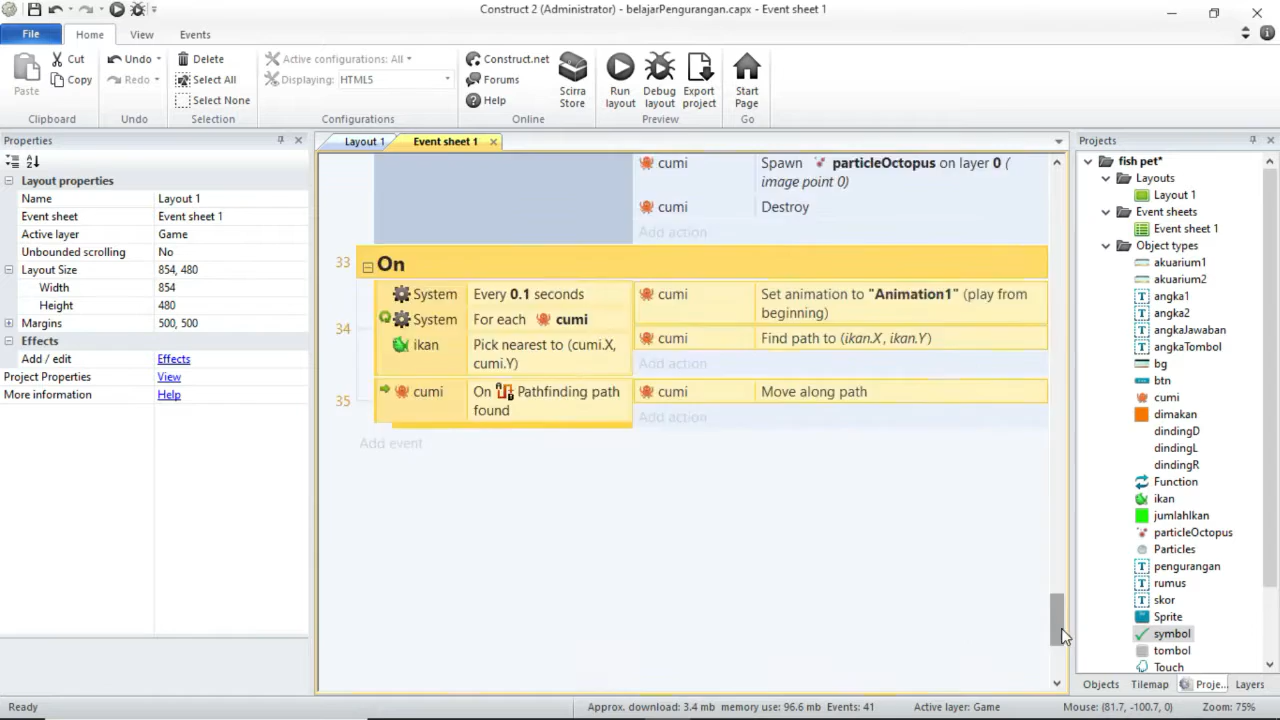 Construct 2 (Administrator) - belajarPengurangan.capx - Event sheet 1
File Home View Events
Paste Cut Copy
Undo Redo
Delete
Select All
Select None
Active configurations: All
Displaying: HTML5
Construct.net
Forums
Help
Scirra Store
Run layout
Debug layout
Export project
Start Page
Clipboard Undo Selection Configurations Online Preview Go
Properties
Layout properties
Name Layout 1
Event sheet Event sheet 1
Active layer Game
Unbounded scrolling No
Layout Size 854, 480
Width 854
Height 480
Margins 500, 500
Effects
Add / edit Effects
Project Properties View
More information Help
Layout 1 Event sheet 1
cumi Spawn particleOctopus on layer 0 (
image point 0)
cumi Destroy
Add action
33 On
34
System Every 0.1 seconds
System For each cumi
ikan Pick nearest to (cumi.X,
cumi.Y)
cumi Set animation to "Animation1" (play from
beginning)
cumi Find path to (ikan.X, ikan.Y)
Add action
35
cumi On Pathfinding path
found
cumi Move along path
Add action
Add event
Projects
fish pet*
Layouts
Layout 1
Event sheets
Event sheet 1
Object types
akuarium1
akuarium2
angka1
angka2
angkaJawaban
angkaTombol
bg
btn
cumi
dimakan
dindingD
dindingL
dindingR
Function
ikan
jumlahIkan
particleOctopus
Particles
pengurangan
rumus
skor
Sprite
symbol
tombol
Touch
Objects Tilemap Proje... Layers
Ready
Approx. download: 3.4 mb memory use: 96.6 mb Events: 41 Active layer: Game Mouse: (81.7, -100.7, 0) Zoom: 75%